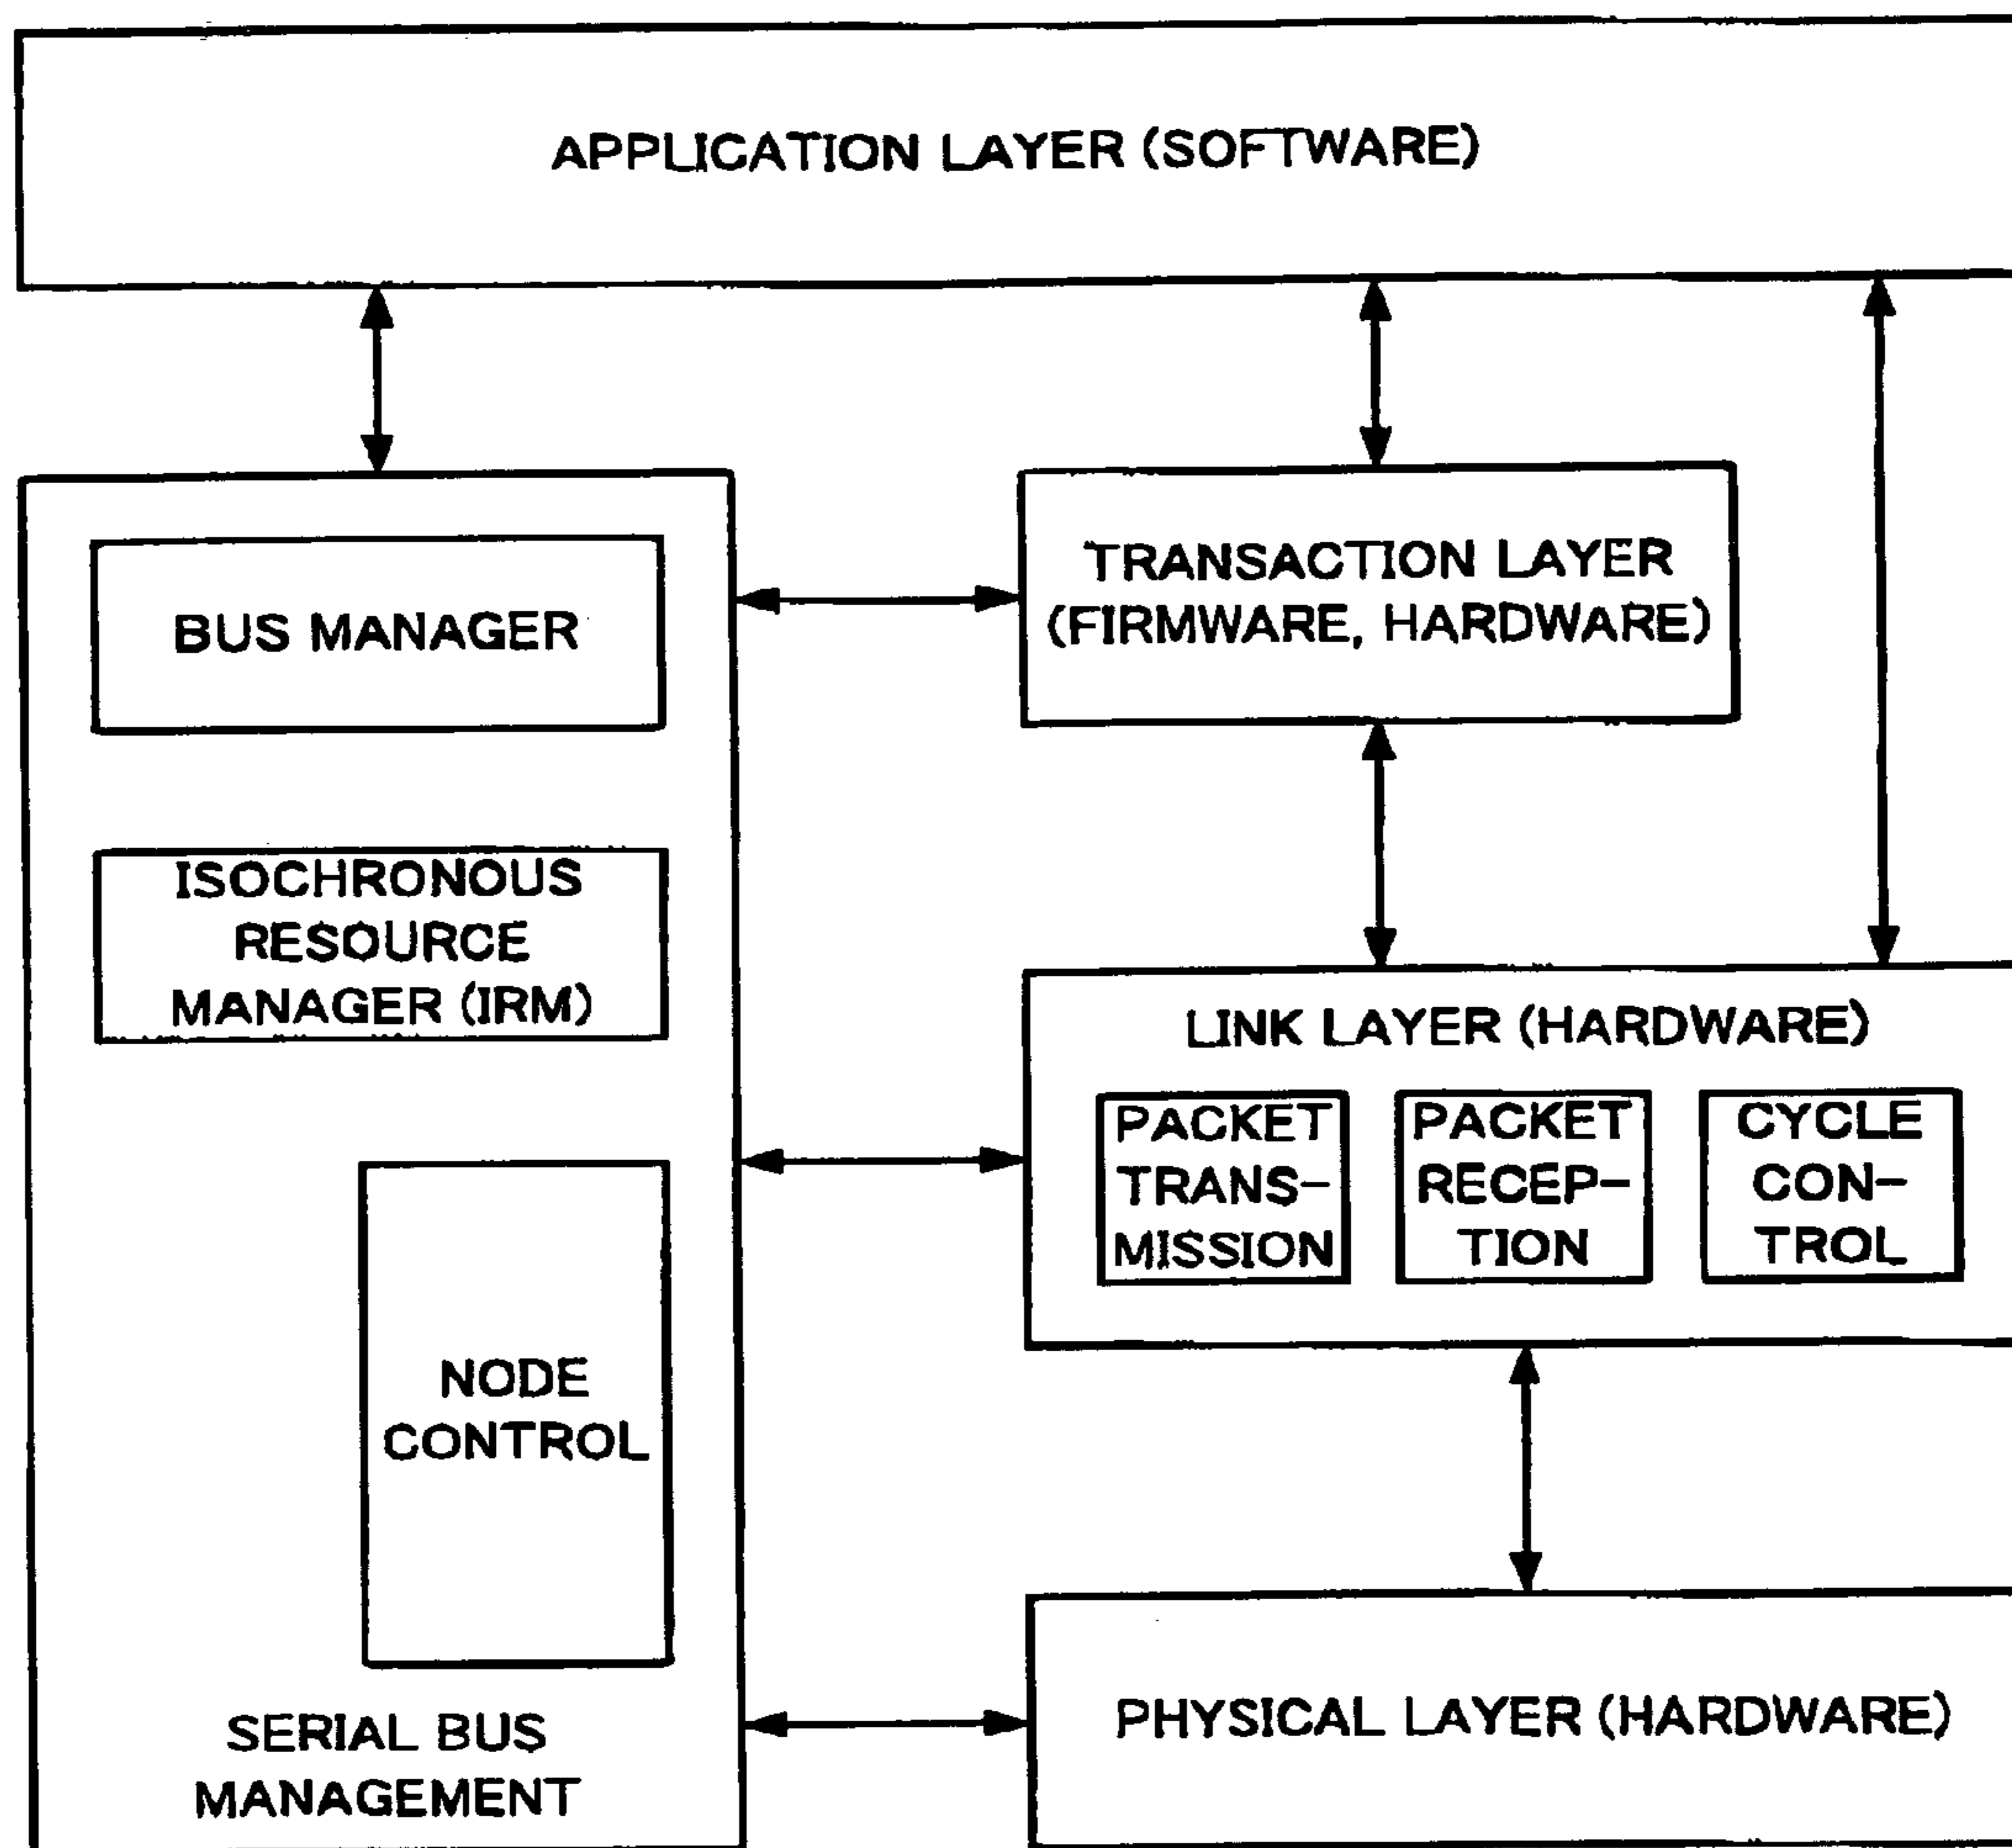 APPLICATION LAYER (SOFTWARE)
BUS MANAGER
TRANSACTION LAYER
(FIRMWARE, HARDWARE)
ISOCHRONOUS
RESOURCE
MANAGER (IRM)
LINK LAYER (HARDWARE)
PACKET
TRANS-
MISSION
PACKET
RECEP-
TION
CYCLE
CON-
TROL
NODE
CONTROL
SERIAL BUS
MANAGEMENT
PHYSICAL LAYER (HARDWARE)